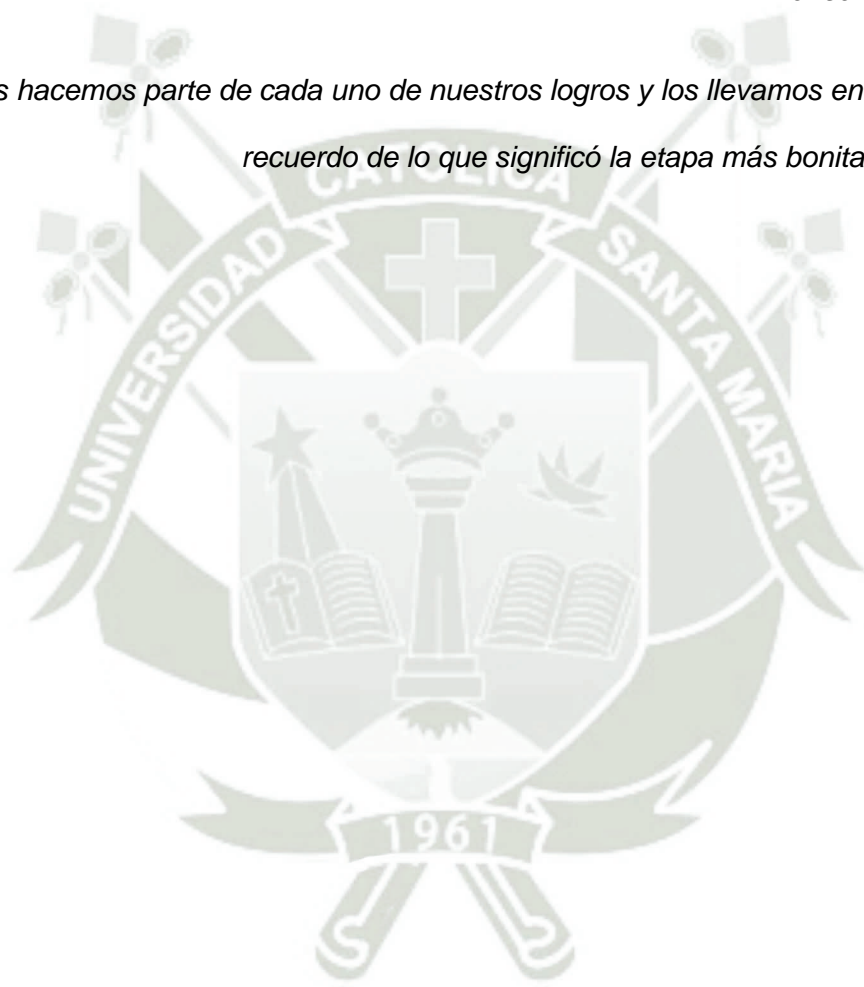 s hacemos parte de cada uno de nuestros logros y los llevamos en
recuerdo de lo que significó la etapa más bonita
CATOLICA
UNIVERSIDAD
SANTA MARIA
1961